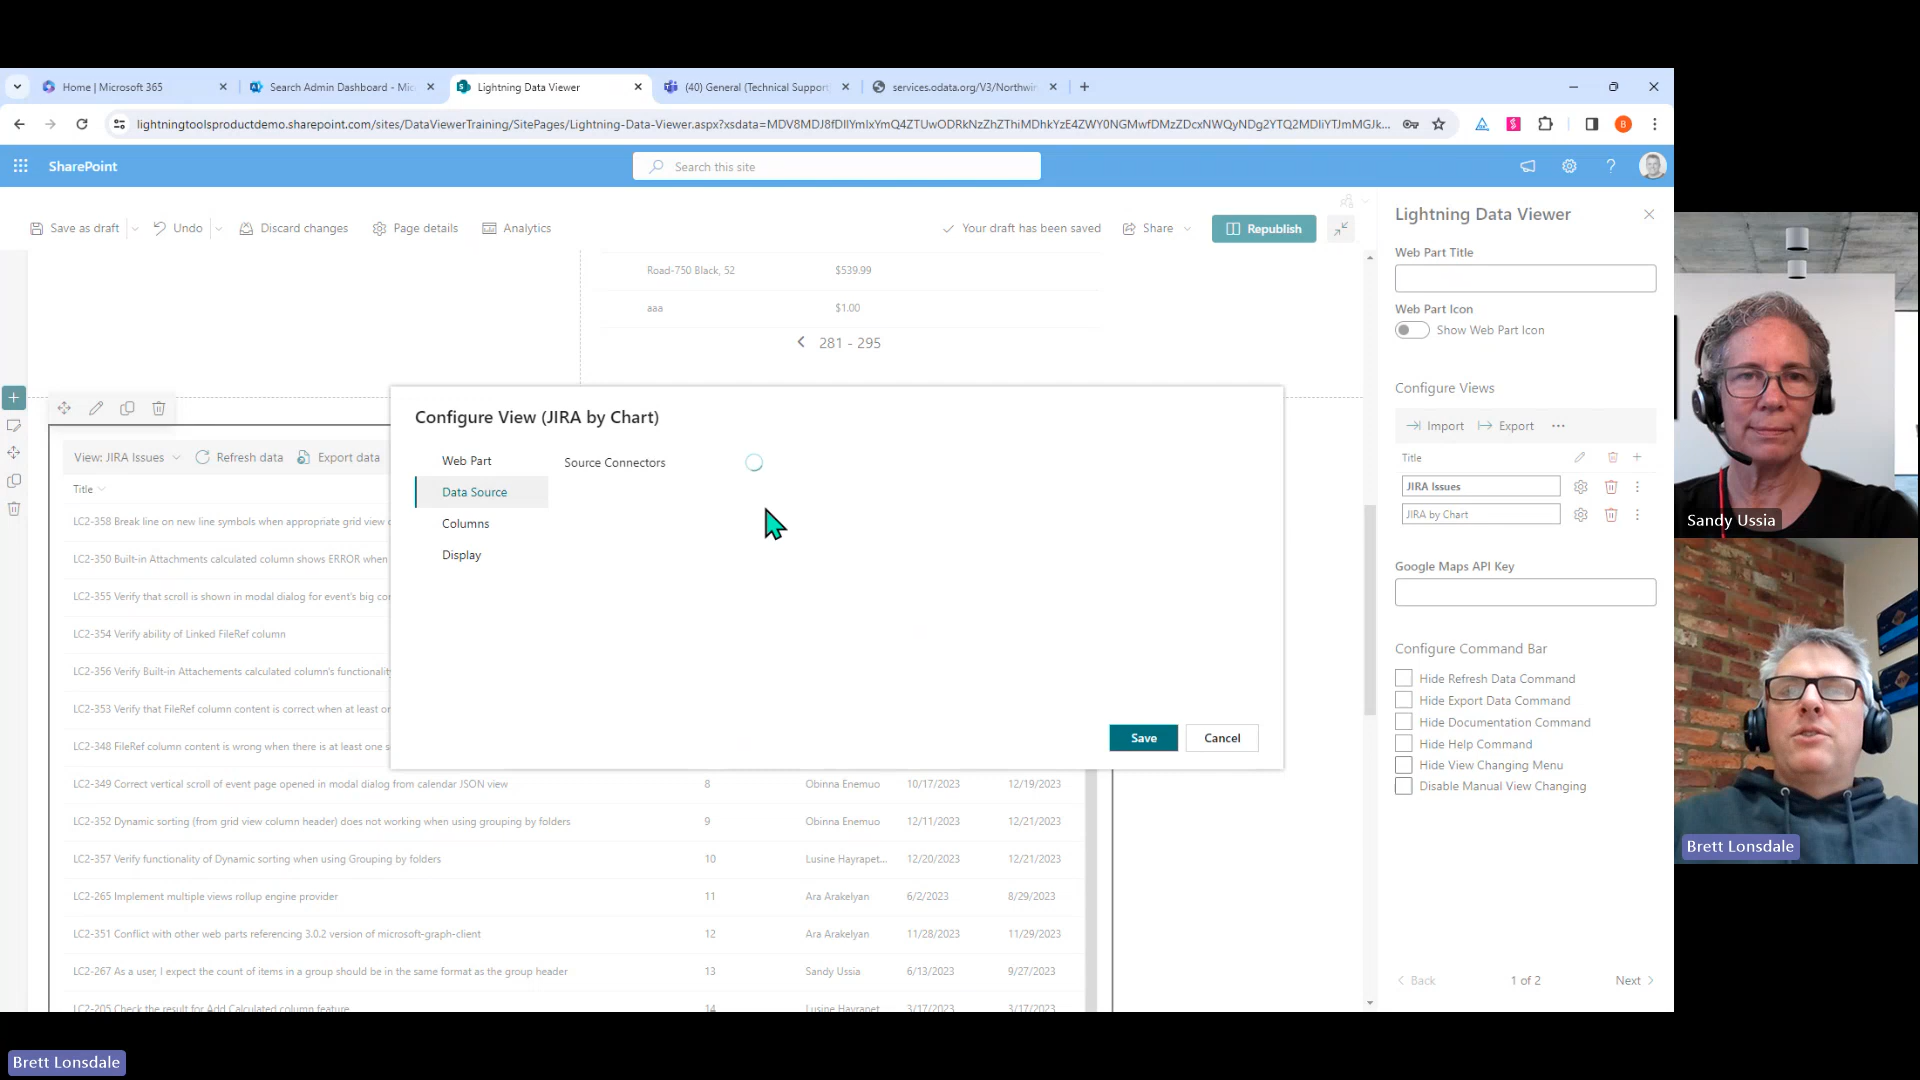 Home | Microsoft 365
Search Admin Dashboard - Mic
Lightning Data Viewer
(40) General (Technical Support
services.odata.org/V3/Northwin
SharePoint
Search this site
Save as draft
Undo
Discard changes
Page details
Analytics
Your draft has been saved
Share
Republish
Road-750 Black, 52
$539.99
aaa
$1.00
281 - 295
View: JIRA Issues
Refresh data
Export data
Title
LC2-358 Break line on new line symbols when appropriate grid view
LC2-350 Built-in Attachments calculated column shows ERROR when
LC2-355 Verify that scroll is shown in modal dialog for event's big
LC2-354 Verify ability of Linked FileRef column
LC2-356 Verify Built-in Attachements calculated column's functionality
LC2-353 Verify that FileRef column content is correct when at least
LC2-348 FileRef column content is wrong when there is at least one
LC2-349 Correct vertical scroll of event page opened in modal dialog from calendar JSON view 8 Obinna Enemuo 10/17/2023 12/19/2023
LC2-352 Dynamic sorting (from grid view column header) does not working when using grouping by folders 9 Obinna Enemuo 12/11/2023 12/21/2023
LC2-357 Verify functionality of Dynamic sorting when using Grouping by folders 10 Lusine Hayrapet... 12/20/2023 12/21/2023
LC2-265 Implement multiple views rollup engine provider 11 Ara Arakelyan 6/2/2023 8/29/2023
LC2-351 Conflict with other web parts referencing 3.0.2 version of microsoft-graph-client 12 Ara Arakelyan 11/28/2023 11/29/2023
LC2-267 As a user, I expect the count of items in a group should be in the same format as the group header 13 Sandy Ussia 6/13/2023 9/27/2023
LC2-205 Check the result for Add Calculated column feature 14 Lusine Hayrapet 3/17/2023 3/17/2023
Configure View (JIRA by Chart)
Web Part
Data Source
Columns
Display
Source Connectors
Save
Cancel
Lightning Data Viewer
Web Part Title
Web Part Icon
Show Web Part Icon
Configure Views
Import
Export
Title
JIRA Issues
JIRA by Chart
Google Maps API Key
Configure Command Bar
Hide Refresh Data Command
Hide Export Data Command
Hide Documentation Command
Hide Help Command
Hide View Changing Menu
Disable Manual View Changing
Back
1 of 2
Next
Sandy Ussia
Brett Lonsdale
Brett Lonsdale